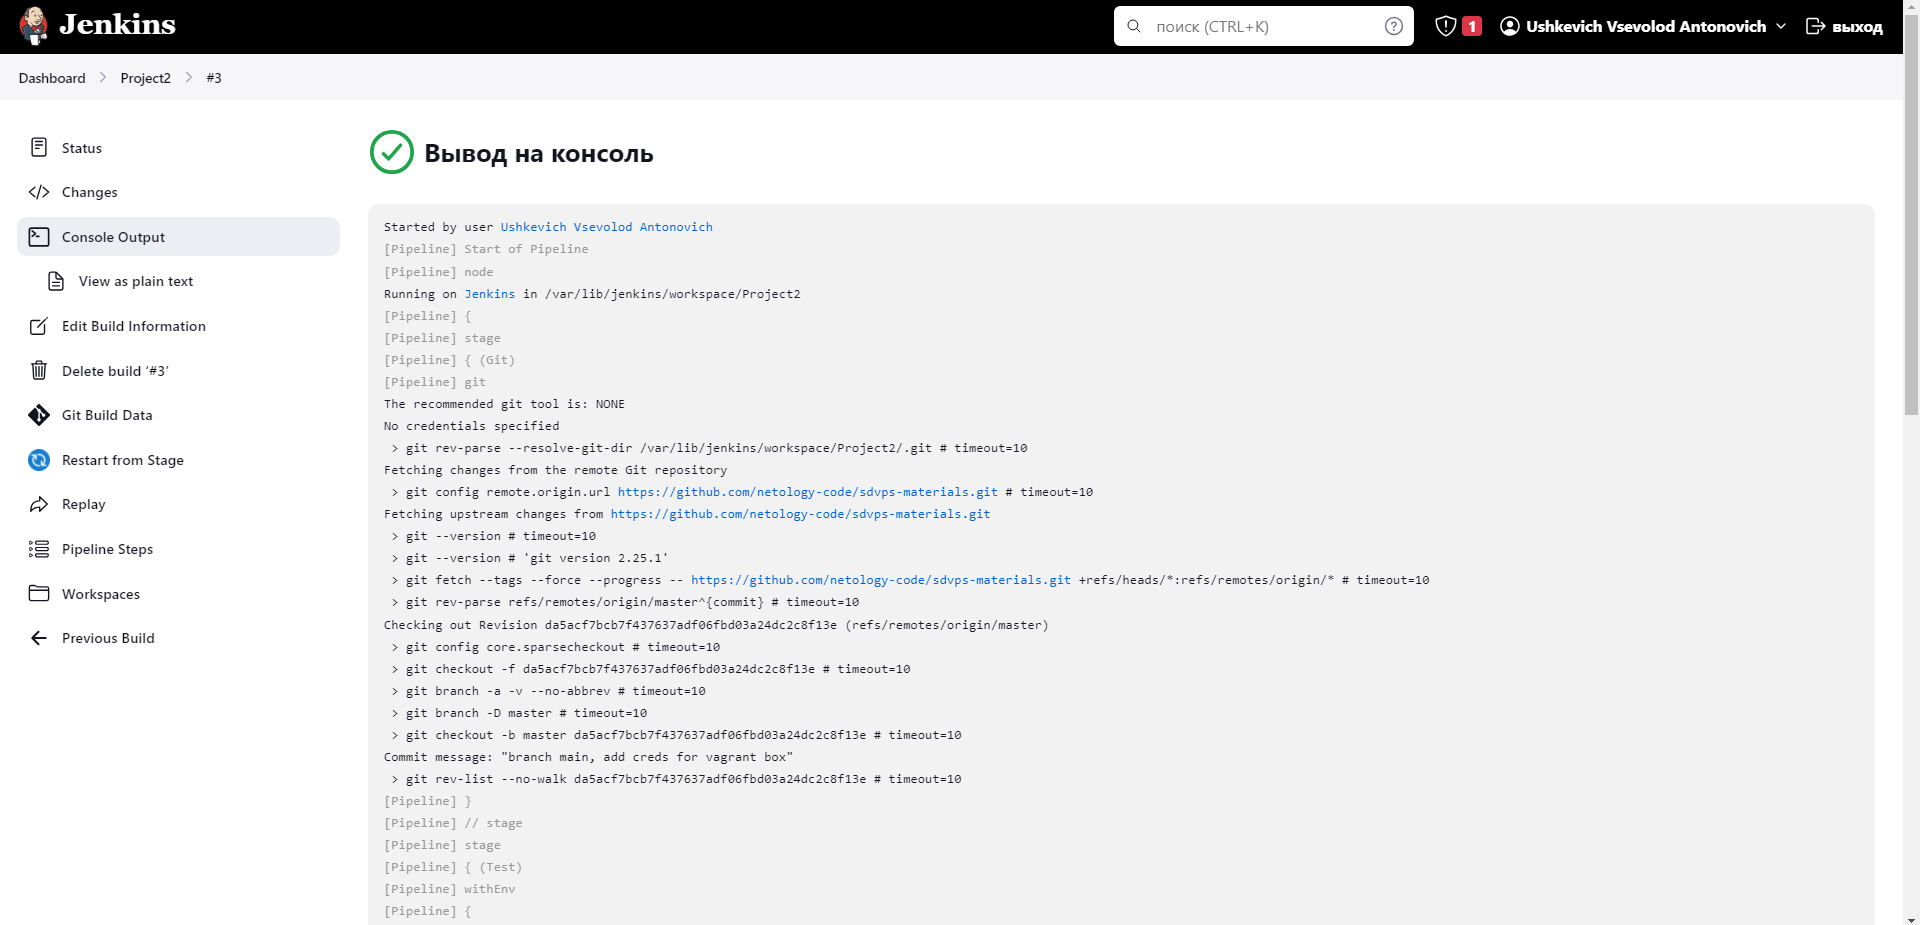 Jenkins
поиск (CTRL+K)
1
Ushkevich Vsevolod Antonovich
выход
Dashboard
Project2
#3
Status
Changes
Console Output
View as plain text
Edit Build Information
Delete build ‘#3’
Git Build Data
Restart from Stage
Replay
Pipeline Steps
Workspaces
Previous Build
Вывод на консоль
Started by user Ushkevich Vsevolod Antonovich
[Pipeline] Start of Pipeline
[Pipeline] node
Running on Jenkins in /var/lib/jenkins/workspace/Project2
[Pipeline] {
[Pipeline] stage
[Pipeline] { (Git)
[Pipeline] git
The recommended git tool is: NONE
No credentials specified
> git rev-parse --resolve-git-dir /var/lib/jenkins/workspace/Project2/.git # timeout=10
Fetching changes from the remote Git repository
> git config remote.origin.url https://github.com/netology-code/sdvps-materials.git # timeout=10
Fetching upstream changes from https://github.com/netology-code/sdvps-materials.git
> git --version # timeout=10
> git --version # 'git version 2.25.1'
> git fetch --tags --force --progress -- https://github.com/netology-code/sdvps-materials.git +refs/heads/*:refs/remotes/origin/* # timeout=10
> git rev-parse refs/remotes/origin/master^{commit} # timeout=10
Checking out Revision da5acf7bcb7f437637adf06fbd03a24dc2c8f13e (refs/remotes/origin/master)
> git config core.sparsecheckout # timeout=10
> git checkout -f da5acf7bcb7f437637adf06fbd03a24dc2c8f13e # timeout=10
> git branch -a -v --no-abbrev # timeout=10
> git branch -D master # timeout=10
> git checkout -b master da5acf7bcb7f437637adf06fbd03a24dc2c8f13e # timeout=10
Commit message: "branch main, add creds for vagrant box"
> git rev-list --no-walk da5acf7bcb7f437637adf06fbd03a24dc2c8f13e # timeout=10
[Pipeline] }
[Pipeline] // stage
[Pipeline] stage
[Pipeline] { (Test)
[Pipeline] withEnv
[Pipeline] {